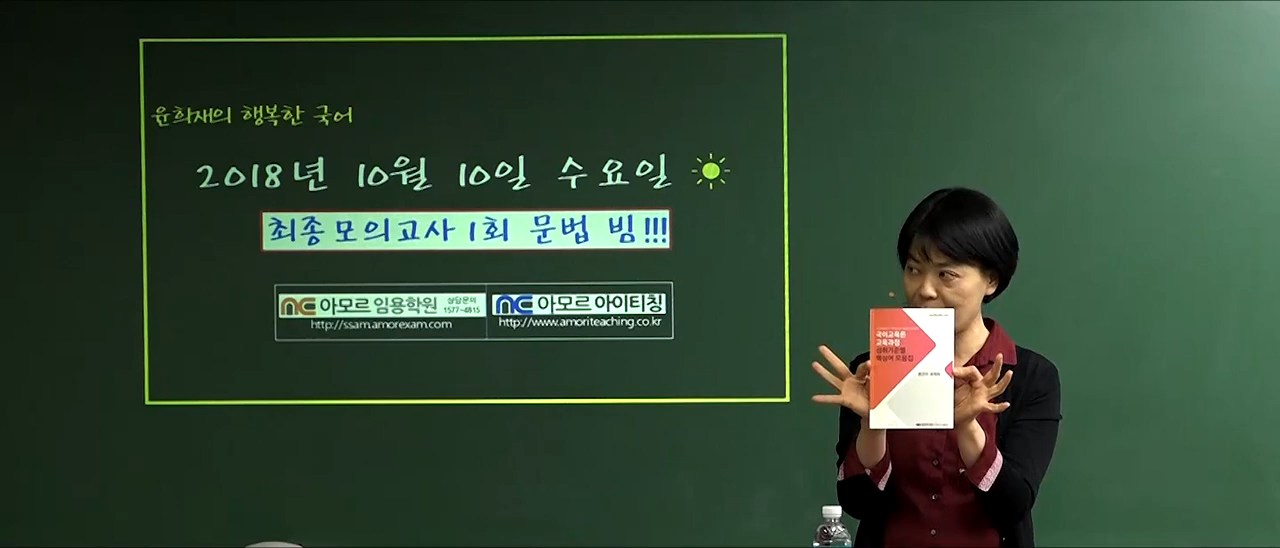 윤희재의 행복한 국어
2018년 10월 10일 수요일
최종모의고사 1회 문법 빔!!!
아모르임용학원 상담문의 1577-4815
http://ssam.amorexam.com
아모르아이티칭
http://www.amoriteaching.co.kr
국어교육론
교육과정
성취기준별
핵심어 모음집